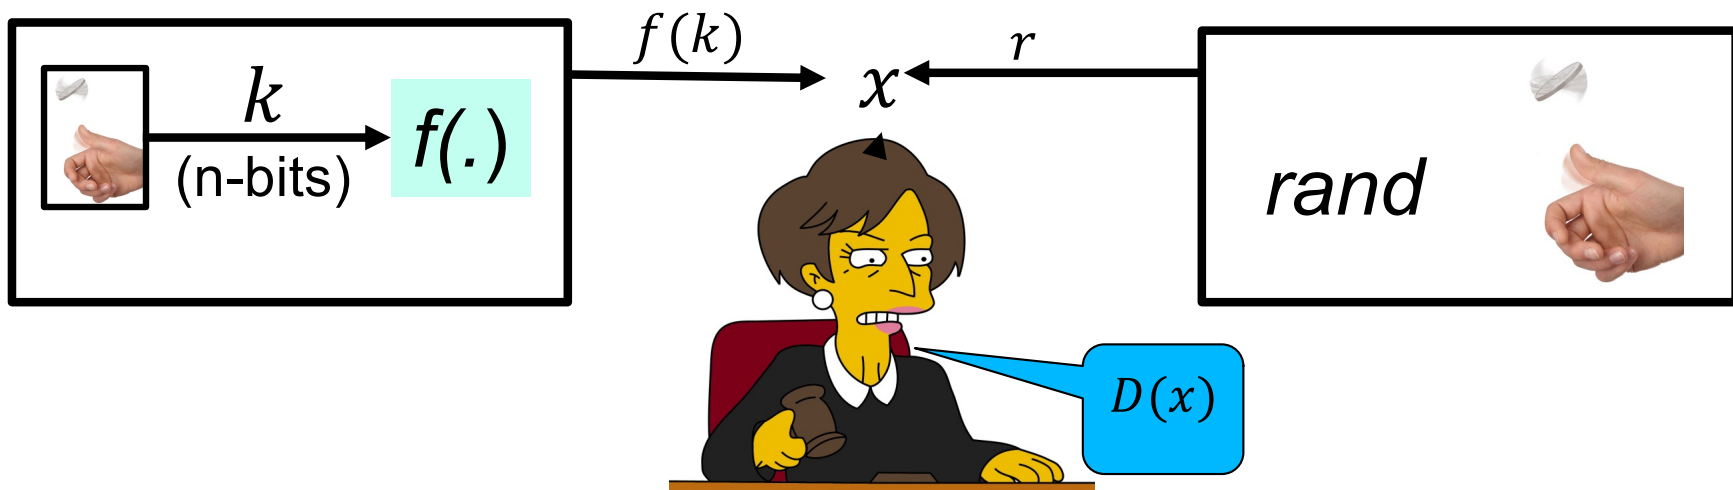 k
(n-bits)
f(.)
f(k)
x
r
rand
D(x)